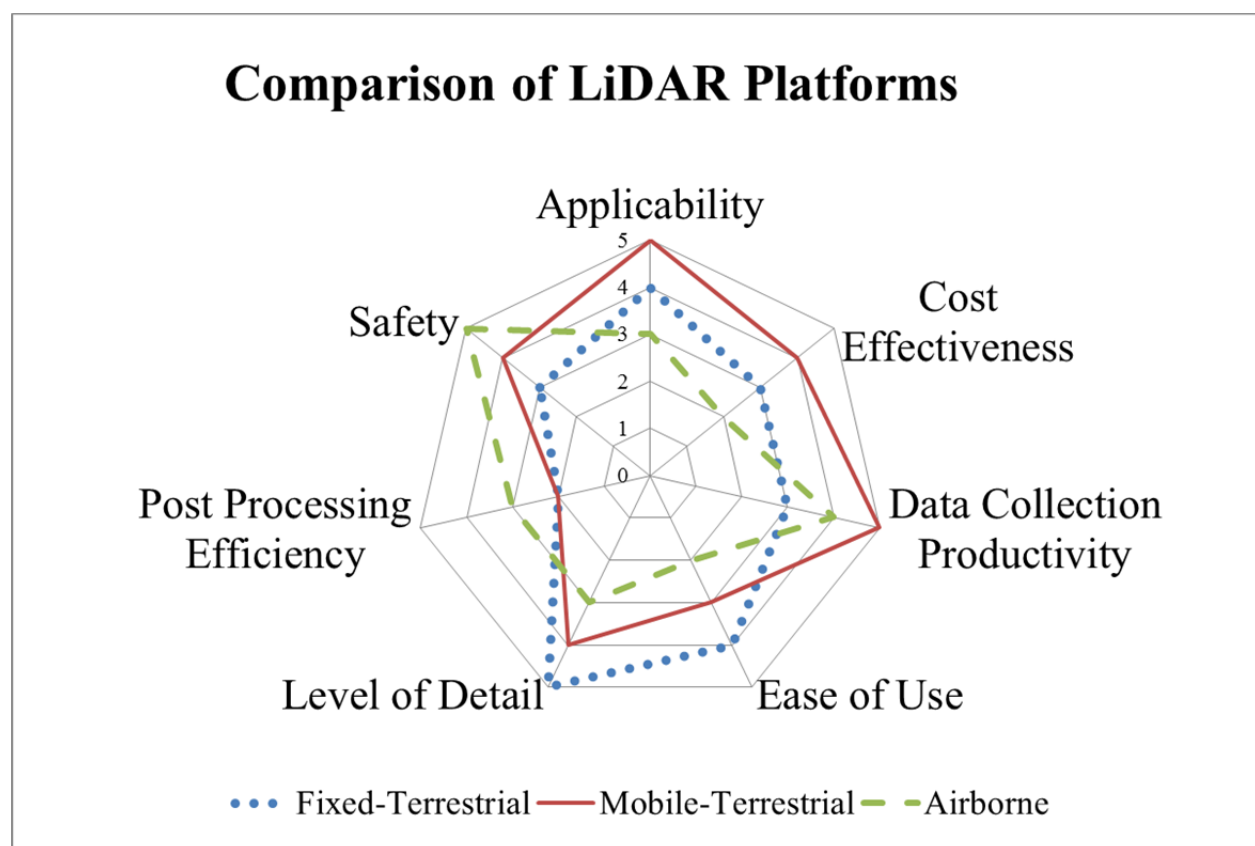 Comparison of LiDAR Platforms
Applicability
5
4
3
2
1
0
Cost
Effectiveness
Data Collection
Productivity
Ease of Use
Level of Detail
Post Processing
Efficiency
Safety
Fixed-Terrestrial
Mobile-Terrestrial
Airborne